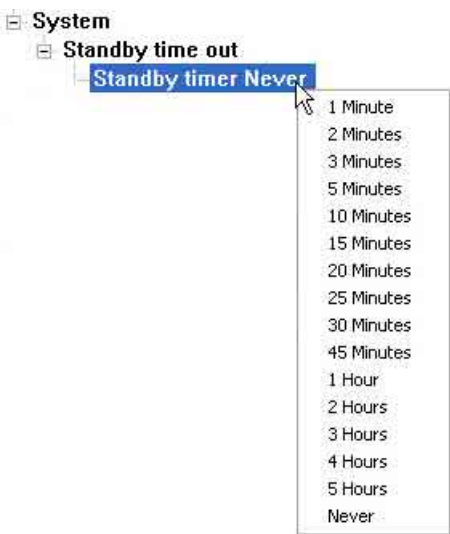 System
Standby time out
Standby timer Never
1 Minute
2 Minutes
3 Minutes
5 Minutes
10 Minutes
15 Minutes
20 Minutes
25 Minutes
30 Minutes
45 Minutes
1 Hour
2 Hours
3 Hours
4 Hours
5 Hours
Never